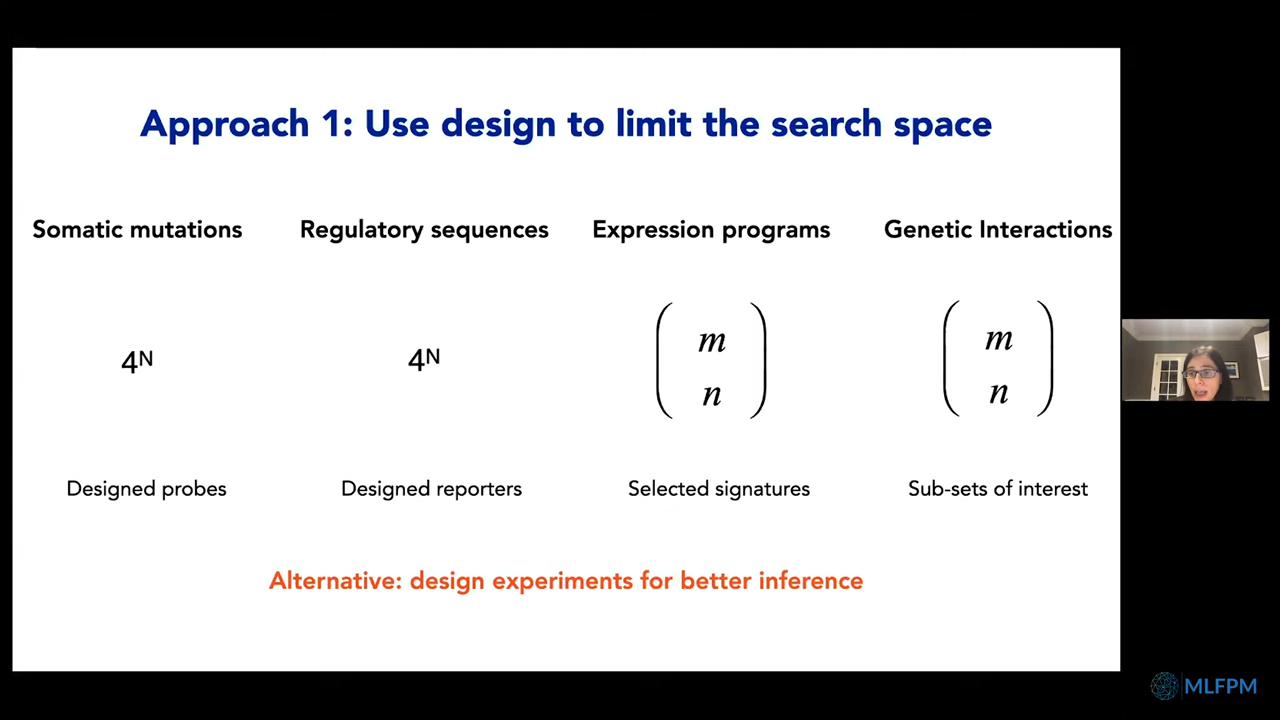 Approach 1: Use design to limit the search space
Somatic mutations
Regulatory sequences
Expression programs
Genetic Interactions
4ᴺ
4ᴺ
( m
n )
( m
n )
Designed probes
Designed reporters
Selected signatures
Sub-sets of interest
Alternative: design experiments for better inference
MLFPM